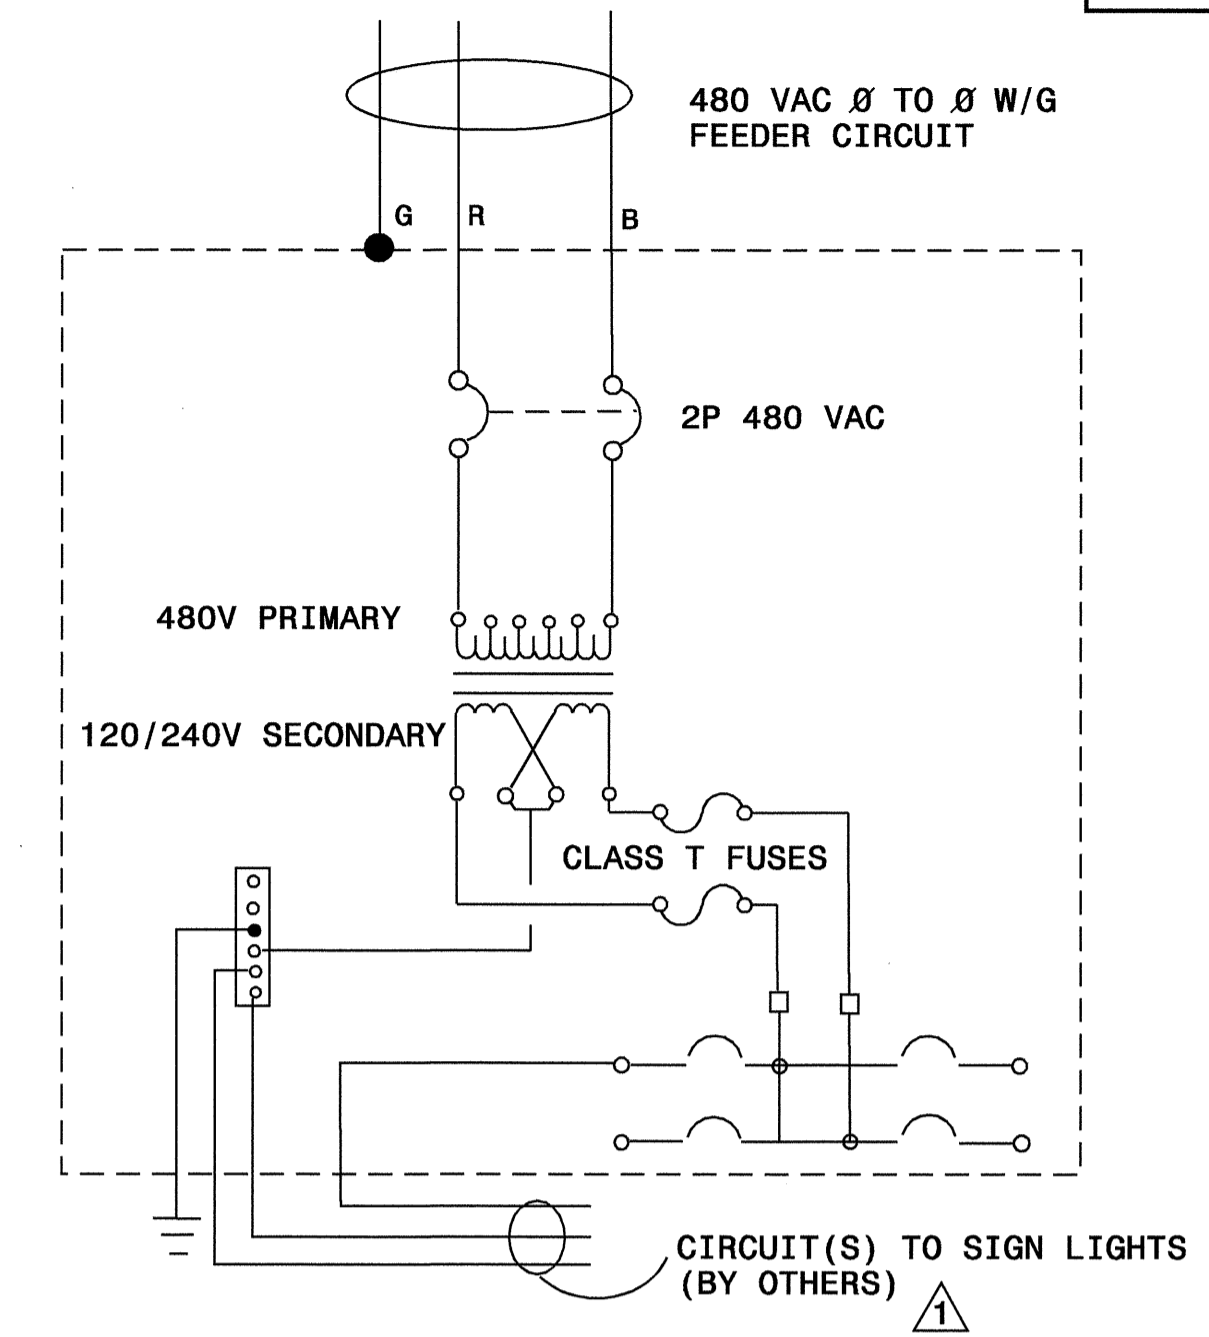 480 VAC Ø TO Ø W/G
FEEDER CIRCUIT
G
R
B
2P 480 VAC
480V PRIMARY
120/240V SECONDARY
CLASS T FUSES
CIRCUIT(S) TO SIGN LIGHTS
(BY OTHERS)
1